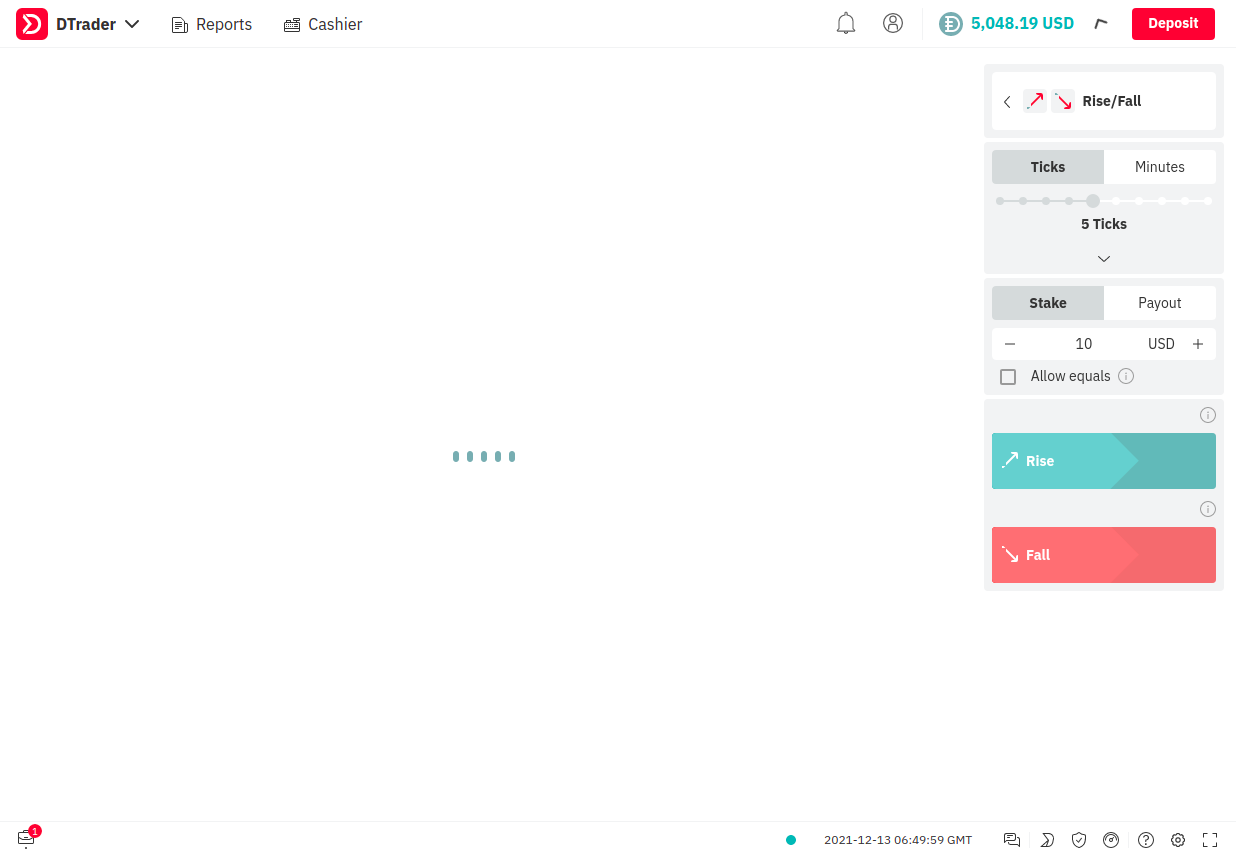 DTrader
Reports
Cashier
5,048.19 USD
Deposit
Rise/Fall
Ticks
Minutes
5 Ticks
Stake
Payout
10
USD
Allow equals
Rise
Fall
1
2021-12-13 06:49:59 GMT